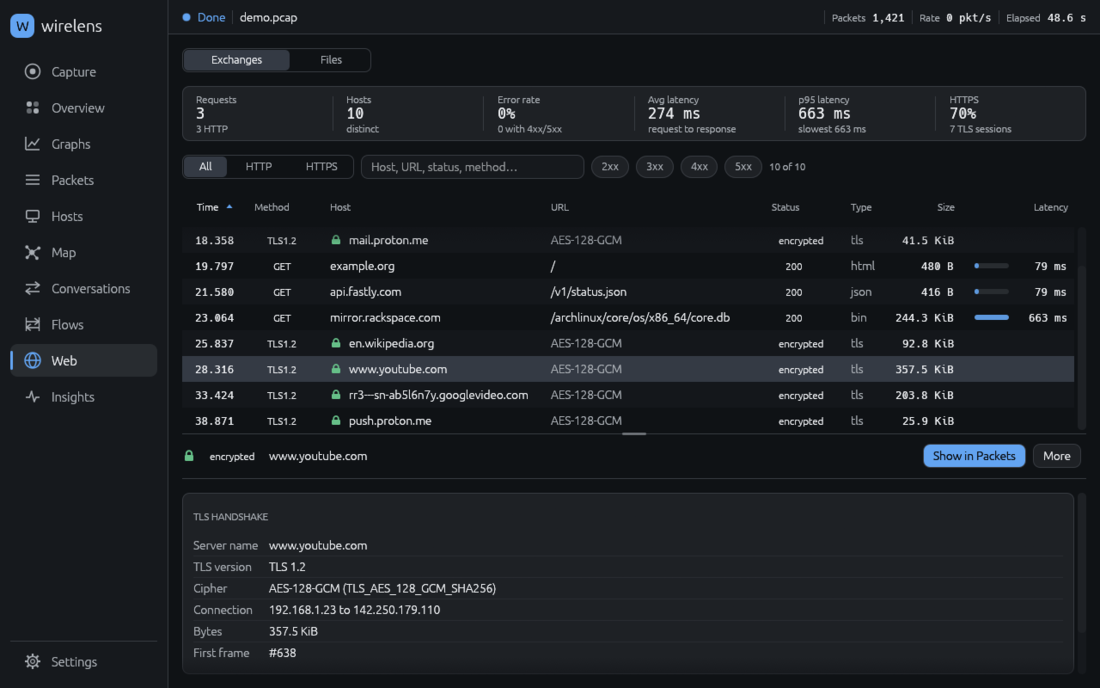 W wirelens
Done demo.pcap Packets 1,421 Rate 0 pkt/s Elapsed 48.6 s
Capture
Overview
Graphs
Packets
Hosts
Map
Conversations
Flows
Web
Insights
Settings
Exchanges Files
Requests Hosts Error rate Avg latency p95 latency HTTPS
3 10 0% 274 ms 663 ms 70%
3 HTTP distinct 0 with 4xx/5xx request to response slowest 663 ms 7 TLS sessions
All HTTP HTTPS Host, URL, status, method... 2xx 3xx 4xx 5xx 10 of 10
Time Method Host URL Status Type Size Latency
18.358 TLS1.2 mail.proton.me AES-128-GCM encrypted tls 41.5 KiB
19.797 GET example.org / 200 html 480 B 79 ms
21.580 GET api.fastly.com /v1/status.json 200 json 416 B 79 ms
23.064 GET mirror.rackspace.com /archlinux/core/os/x86_64/core.db 200 bin 244.3 KiB 663 ms
25.837 TLS1.2 en.wikipedia.org AES-128-GCM encrypted tls 92.8 KiB
28.316 TLS1.2 www.youtube.com AES-128-GCM encrypted tls 357.5 KiB
33.424 TLS1.2 rr3---sn-ab5l6n7y.googlevideo.com AES-128-GCM encrypted tls 203.8 KiB
38.871 TLS1.2 push.proton.me AES-128-GCM encrypted tls 25.9 KiB
encrypted www.youtube.com Show in Packets More
TLS HANDSHAKE
Server name www.youtube.com
TLS version TLS 1.2
Cipher AES-128-GCM (TLS_AES_128_GCM_SHA256)
Connection 192.168.1.23 to 142.250.179.110
Bytes 357.5 KiB
First frame #638